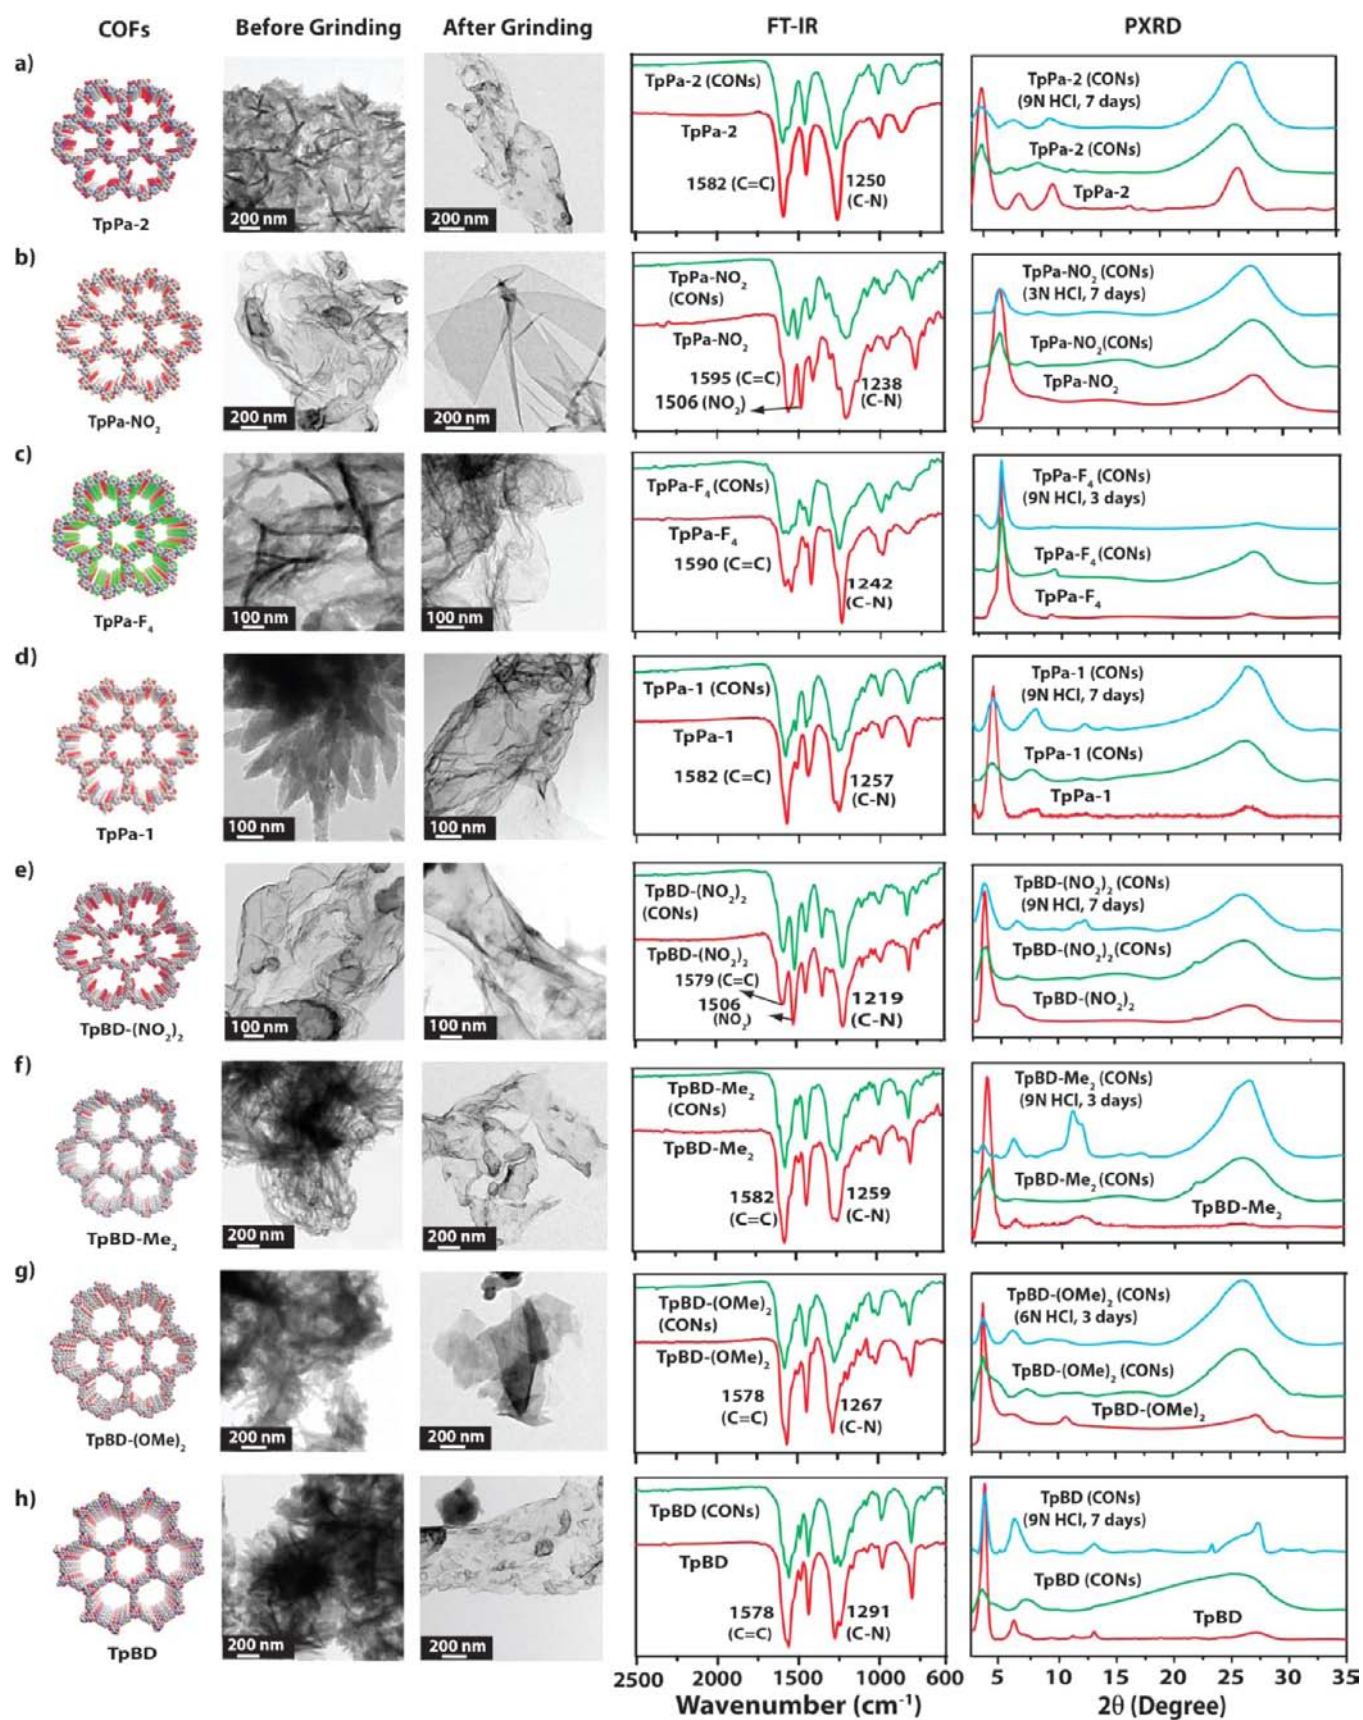 COFs Before Grinding After Grinding FT-IR PXRD
a)
TpPa-2
200 nm
200 nm
TpPa-2 (CONs)
TpPa-2
1582 (C=C)
1250
(C-N)
TpPa-2 (CONs)
(9N HCl, 7 days)
TpPa-2 (CONs)
TpPa-2
b)
TpPa-NO₂
200 nm
200 nm
TpPa-NO₂
(CONs)
TpPa-NO₂
1595 (C=C)
1506 (NO₂)
1238
(C-N)
TpPa-NO₂ (CONs)
(3N HCl, 7 days)
TpPa-NO₂(CONs)
TpPa-NO₂
c)
TpPa-F₄
100 nm
100 nm
TpPa-F₄ (CONs)
TpPa-F₄
1590 (C=C)
1242
(C-N)
TpPa-F₄ (CONs)
(9N HCl, 3 days)
TpPa-F₄ (CONs)
TpPa-F₄
d)
TpPa-1
100 nm
100 nm
TpPa-1 (CONs)
TpPa-1
1582 (C=C)
1257
(C-N)
TpPa-1 (CONs)
(9N HCl, 7 days)
TpPa-1 (CONs)
TpPa-1
e)
TpBD-(NO₂)₂
100 nm
100 nm
TpBD-(NO₂)₂
(CONs)
TpBD-(NO₂)₂
1579 (C=C)
1506
(NO₂)
1219
(C-N)
TpBD-(NO₂)₂ (CONs)
(9N HCl, 7 days)
TpBD-(NO₂)₂(CONs)
TpBD-(NO₂)₂
f)
TpBD-Me₂
200 nm
200 nm
TpBD-Me₂
(CONs)
TpBD-Me₂
1582
(C=C)
1259
(C-N)
TpBD-Me₂ (CONs)
(9N HCl, 3 days)
TpBD-Me₂ (CONs)
TpBD-Me₂
g)
TpBD-(OMe)₂
200 nm
200 nm
TpBD-(OMe)₂
(CONs)
TpBD-(OMe)₂
1578
(C=C)
1267
(C-N)
TpBD-(OMe)₂ (CONs)
(6N HCl, 3 days)
TpBD-(OMe)₂ (CONs)
TpBD-(OMe)₂
h)
TpBD
200 nm
200 nm
TpBD (CONs)
TpBD
1578
(C=C)
1291
(C-N)
TpBD (CONs)
(9N HCl, 7 days)
TpBD (CONs)
TpBD
2500 2000 1500 1000 600
Wavenumber (cm⁻¹)
5 10 15 20 25 30 35
2θ (Degree)